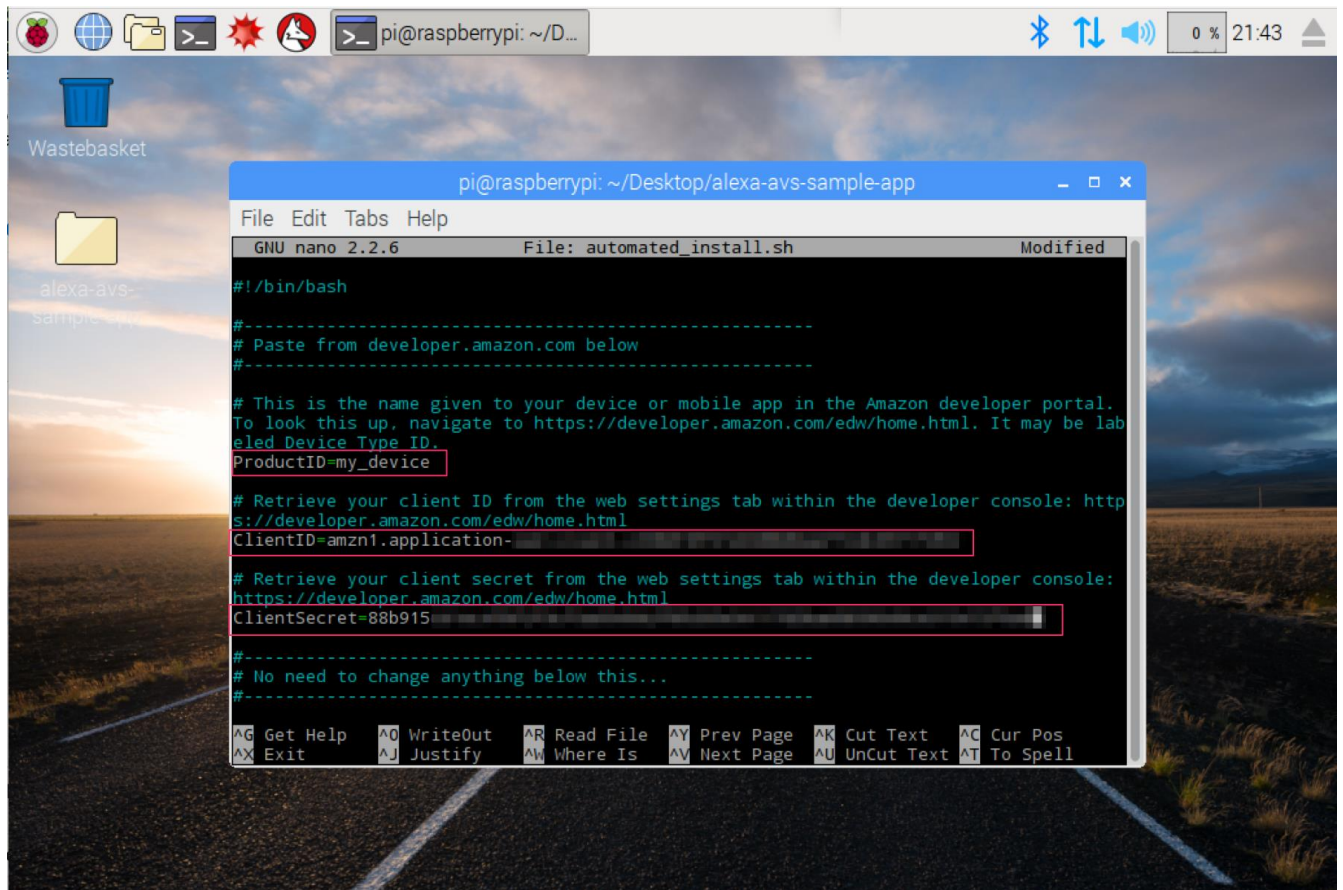 pi@raspberrypi: ~/D...
0 %
21:43
Wastebasket
pi@raspberrypi: ~/Desktop/alexa-avs-sample-app
File Edit Tabs Help
GNU nano 2.2.6 File: automated_install.sh Modified
#!/bin/bash
#-------------------------------------------------------
# Paste from developer.amazon.com below
#-------------------------------------------------------
# This is the name given to your device or mobile app in the Amazon developer portal.
To look this up, navigate to https://developer.amazon.com/edw/home.html. It may be lab
eled Device Type ID.
ProductID=my_device
# Retrieve your client ID from the web settings tab within the developer console: http
s://developer.amazon.com/edw/home.html
ClientID=amzn1.application-
# Retrieve your client secret from the web settings tab within the developer console:
https://developer.amazon.com/edw/home.html
ClientSecret=88b915
#-------------------------------------------------------
# No need to change anything below this...
#-------------------------------------------------------
^G Get Help ^O WriteOut ^R Read File ^Y Prev Page ^K Cut Text ^C Cur Pos
^X Exit ^J Justify ^W Where Is ^V Next Page ^U UnCut Text ^T To Spell
alexa-avs-
sample-app